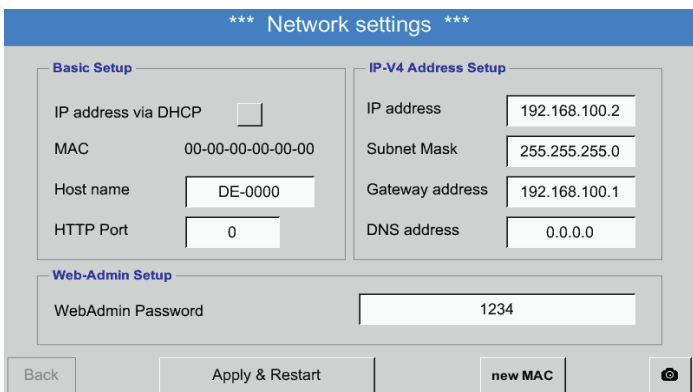 *** Network settings ***
Basic Setup
IP address via DHCP
MAC 00-00-00-00-00-00
Host name DE-0000
HTTP Port 0
IP-V4 Address Setup
IP address 192.168.100.2
Subnet Mask 255.255.255.0
Gateway address 192.168.100.1
DNS address 0.0.0.0
Web-Admin Setup
WebAdmin Password 1234
Back Apply & Restart new MAC